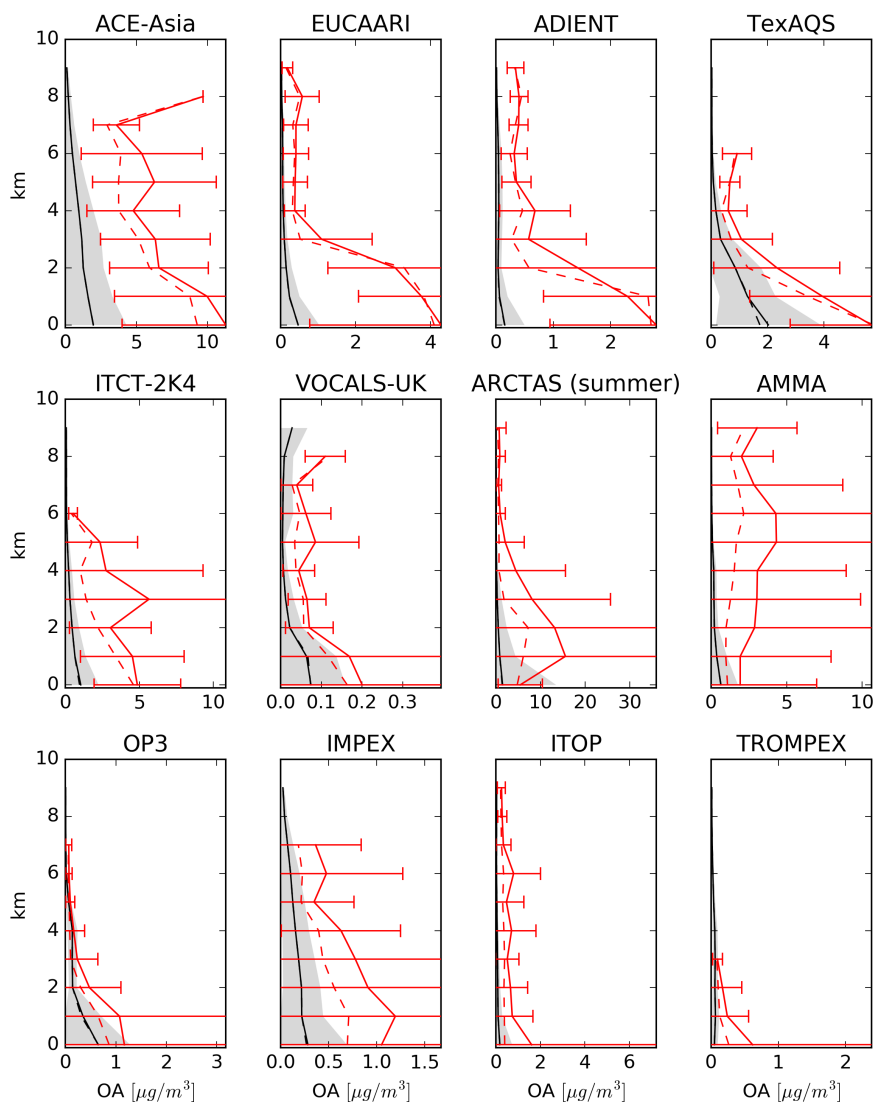 ACE-Asia EUCAARI ADIENT TexAQS
10
8
6
4
2
0
km
0 5 10 0 1 2 3 4 0 1 2 0 2 4
ITCT-2K4 VOCALS-UK ARCTAS (summer) AMMA
10
8
6
4
2
0
km
0 5 10 0.0 0.1 0.2 0.3 0 10 20 30 0 5 10
OP3 IMPEX ITOP TROMPEX
10
8
6
4
2
0
km
0 1 2 3 0.0 0.5 1.0 1.5 0 2 4 6 0 1 2
OA [μg/m³] OA [μg/m³] OA [μg/m³] OA [μg/m³]